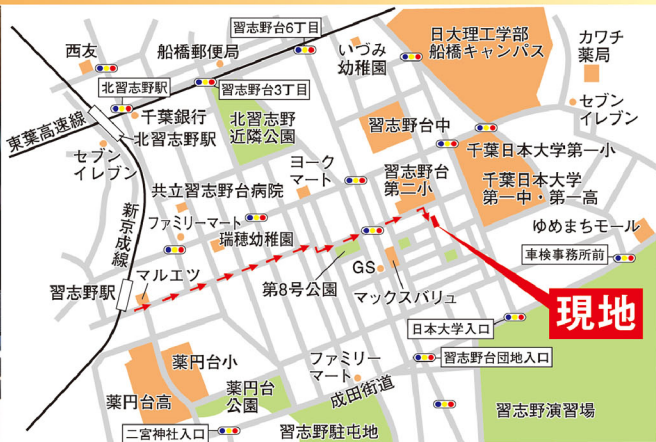 習志野台6丁目
西友
船橋郵便局
いづみ
幼稚園
日大理工学部
船橋キャンパス
カワチ
薬局
北習志野駅
習志野台3丁目
東葉高速線
千葉銀行
北習志野駅
北習志野
近隣公園
習志野台中
セブン
イレブン
千葉日本大学第一小
セブン
イレブン
ヨーク
マート
習志野台
第二小
千葉日本大学
第一中・第一高
共立習志野台病院
ファミリーマート
瑞穂幼稚園
新京成線
ゆめまちモール
車検事務所前
習志野駅
マルエツ
第8号公園
GS
マックスバリュ
現地
日本大学入口
習志野台団地入口
薬円台小
ファミリー
マート
成田街道
薬円台高
薬円台
公園
二宮神社入口
習志野駐屯地
習志野演習場